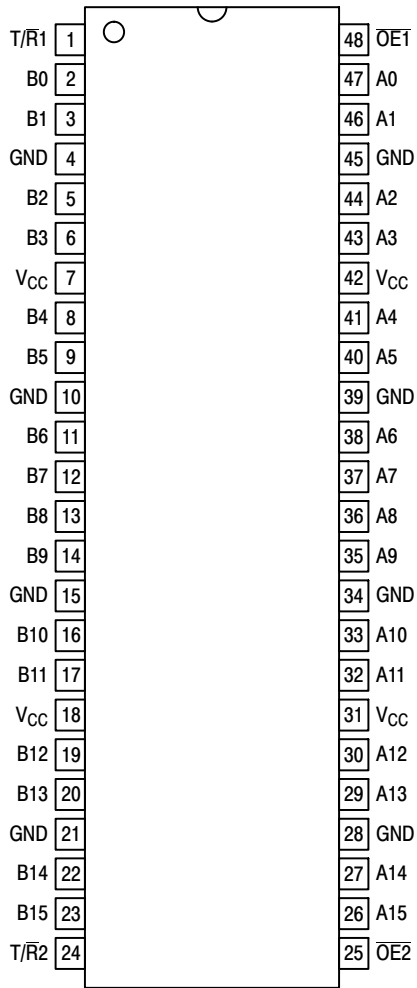 T/R̅1 1 48 O̅E̅1̅
B0 2 47 A0
B1 3 46 A1
GND 4 45 GND
B2 5 44 A2
B3 6 43 A3
VCC 7 42 VCC
B4 8 41 A4
B5 9 40 A5
GND 10 39 GND
B6 11 38 A6
B7 12 37 A7
B8 13 36 A8
B9 14 35 A9
GND 15 34 GND
B10 16 33 A10
B11 17 32 A11
VCC 18 31 VCC
B12 19 30 A12
B13 20 29 A13
GND 21 28 GND
B14 22 27 A14
B15 23 26 A15
T/R̅2 24 25 O̅E̅2̅